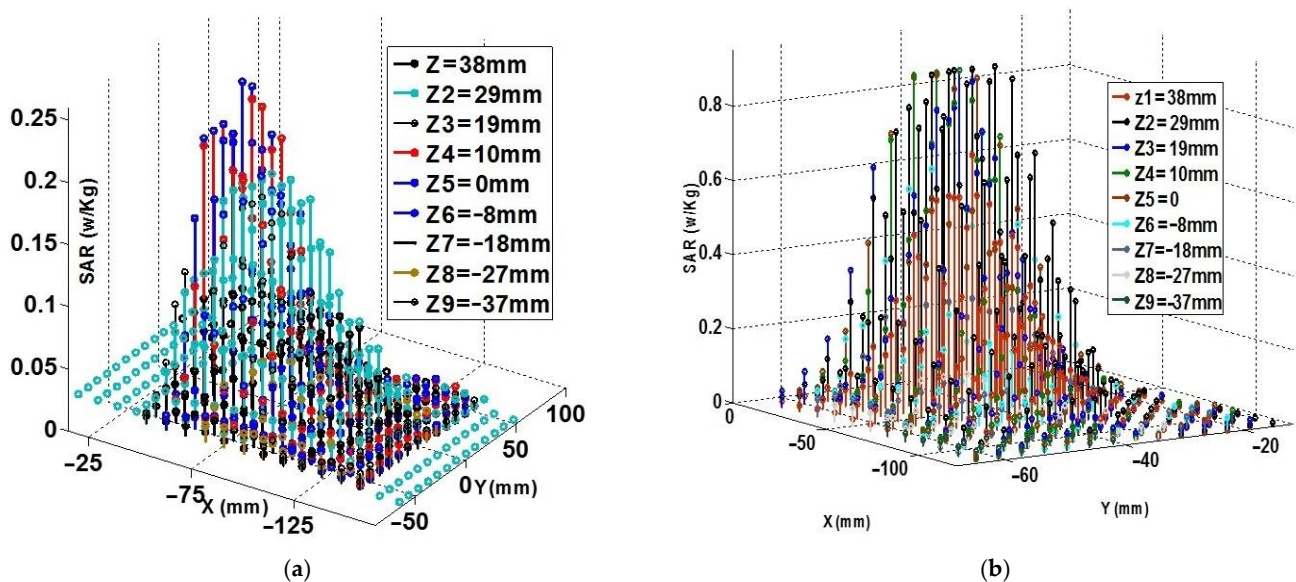 0.25
0.2
0.15
0.1
0.05
0
SAR (w/Kg)
Z=38mm
Z2=29mm
Z3=19mm
Z4=10mm
Z5=0mm
Z6=−8mm
Z7=−18mm
Z8=−27mm
Z9=−37mm
−25
−75
−125
X (mm)
−50
0
50
100
Y(mm)
(a)
0.8
0.6
0.4
0.2
0
SAR (w/Kg)
z1=38mm
Z2=29mm
Z3=19mm
Z4=10mm
Z5=0
Z6=−8mm
Z7=−18mm
Z8=−27mm
Z9=−37mm
0
−50
−100
X (mm)
−60
−40
−20
Y (mm)
(b)